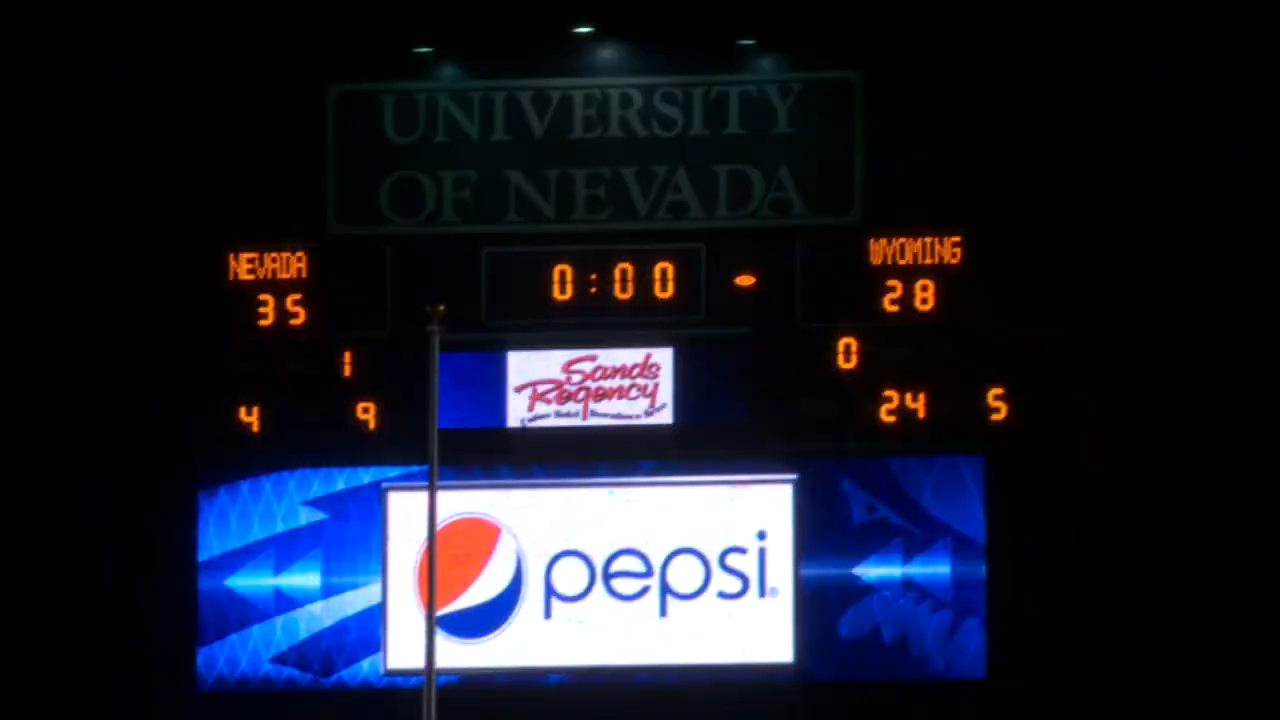 UNIVERSITY
OF NEVADA
NEVADA
0:00
WYOMING
35
28
1
0
4
9
24
5
Sands
Regency
pepsi